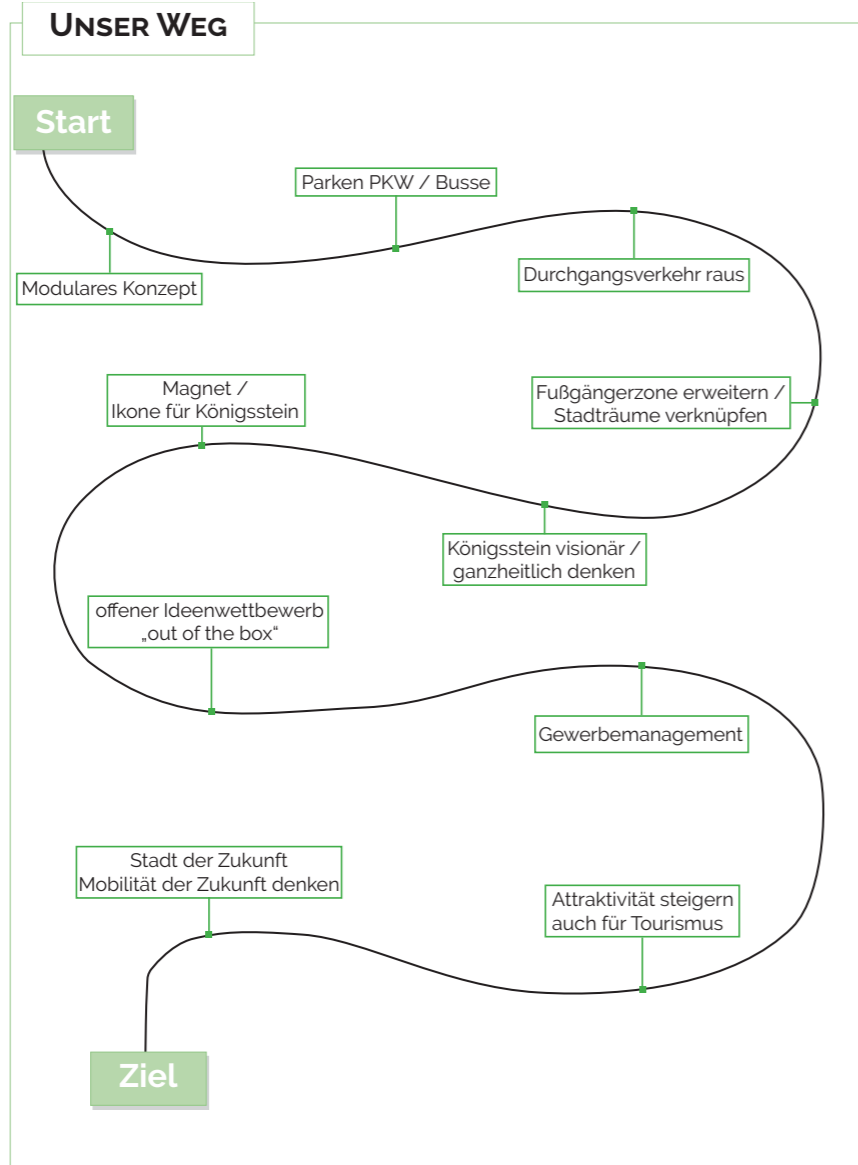 UNSER WEG
Start
Parken PKW / Busse
Modulares Konzept
Durchgangsverkehr raus
Fußgängerzone erweitern /
Stadträume verknüpfen
Königsstein visionär /
ganzheitlich denken
Magnet /
Ikone für Königsstein
offener Ideenwettbewerb
„out of the box“
Gewerbemanagement
Attraktivität steigern
auch für Tourismus
Stadt der Zukunft
Mobilität der Zukunft denken
Ziel